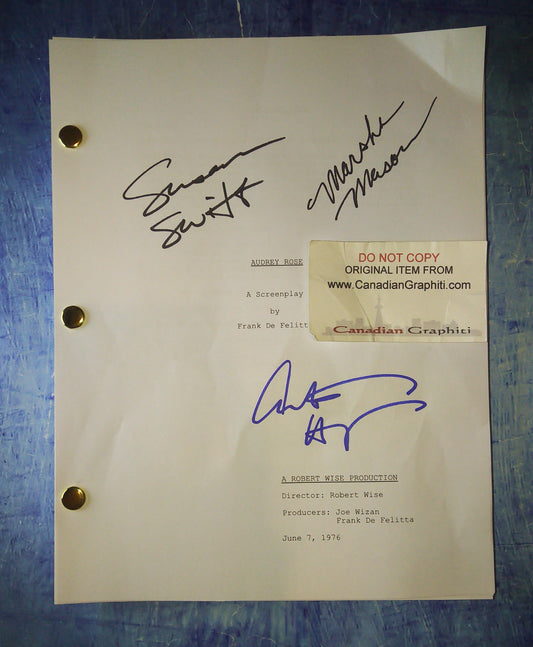 Susan
Swift
Marsha
Mason
AUDREY ROSE
A Screenplay
by
Frank De Felitt
DO NOT COPY
ORIGINAL ITEM FROM
www.CanadianGraphiti.com
Canadian Graphiti
A ROBERT WISE PRODUCTION
Director: Robert Wise
Producers: Joe Wizan
Frank De Felitta
June 7, 1976